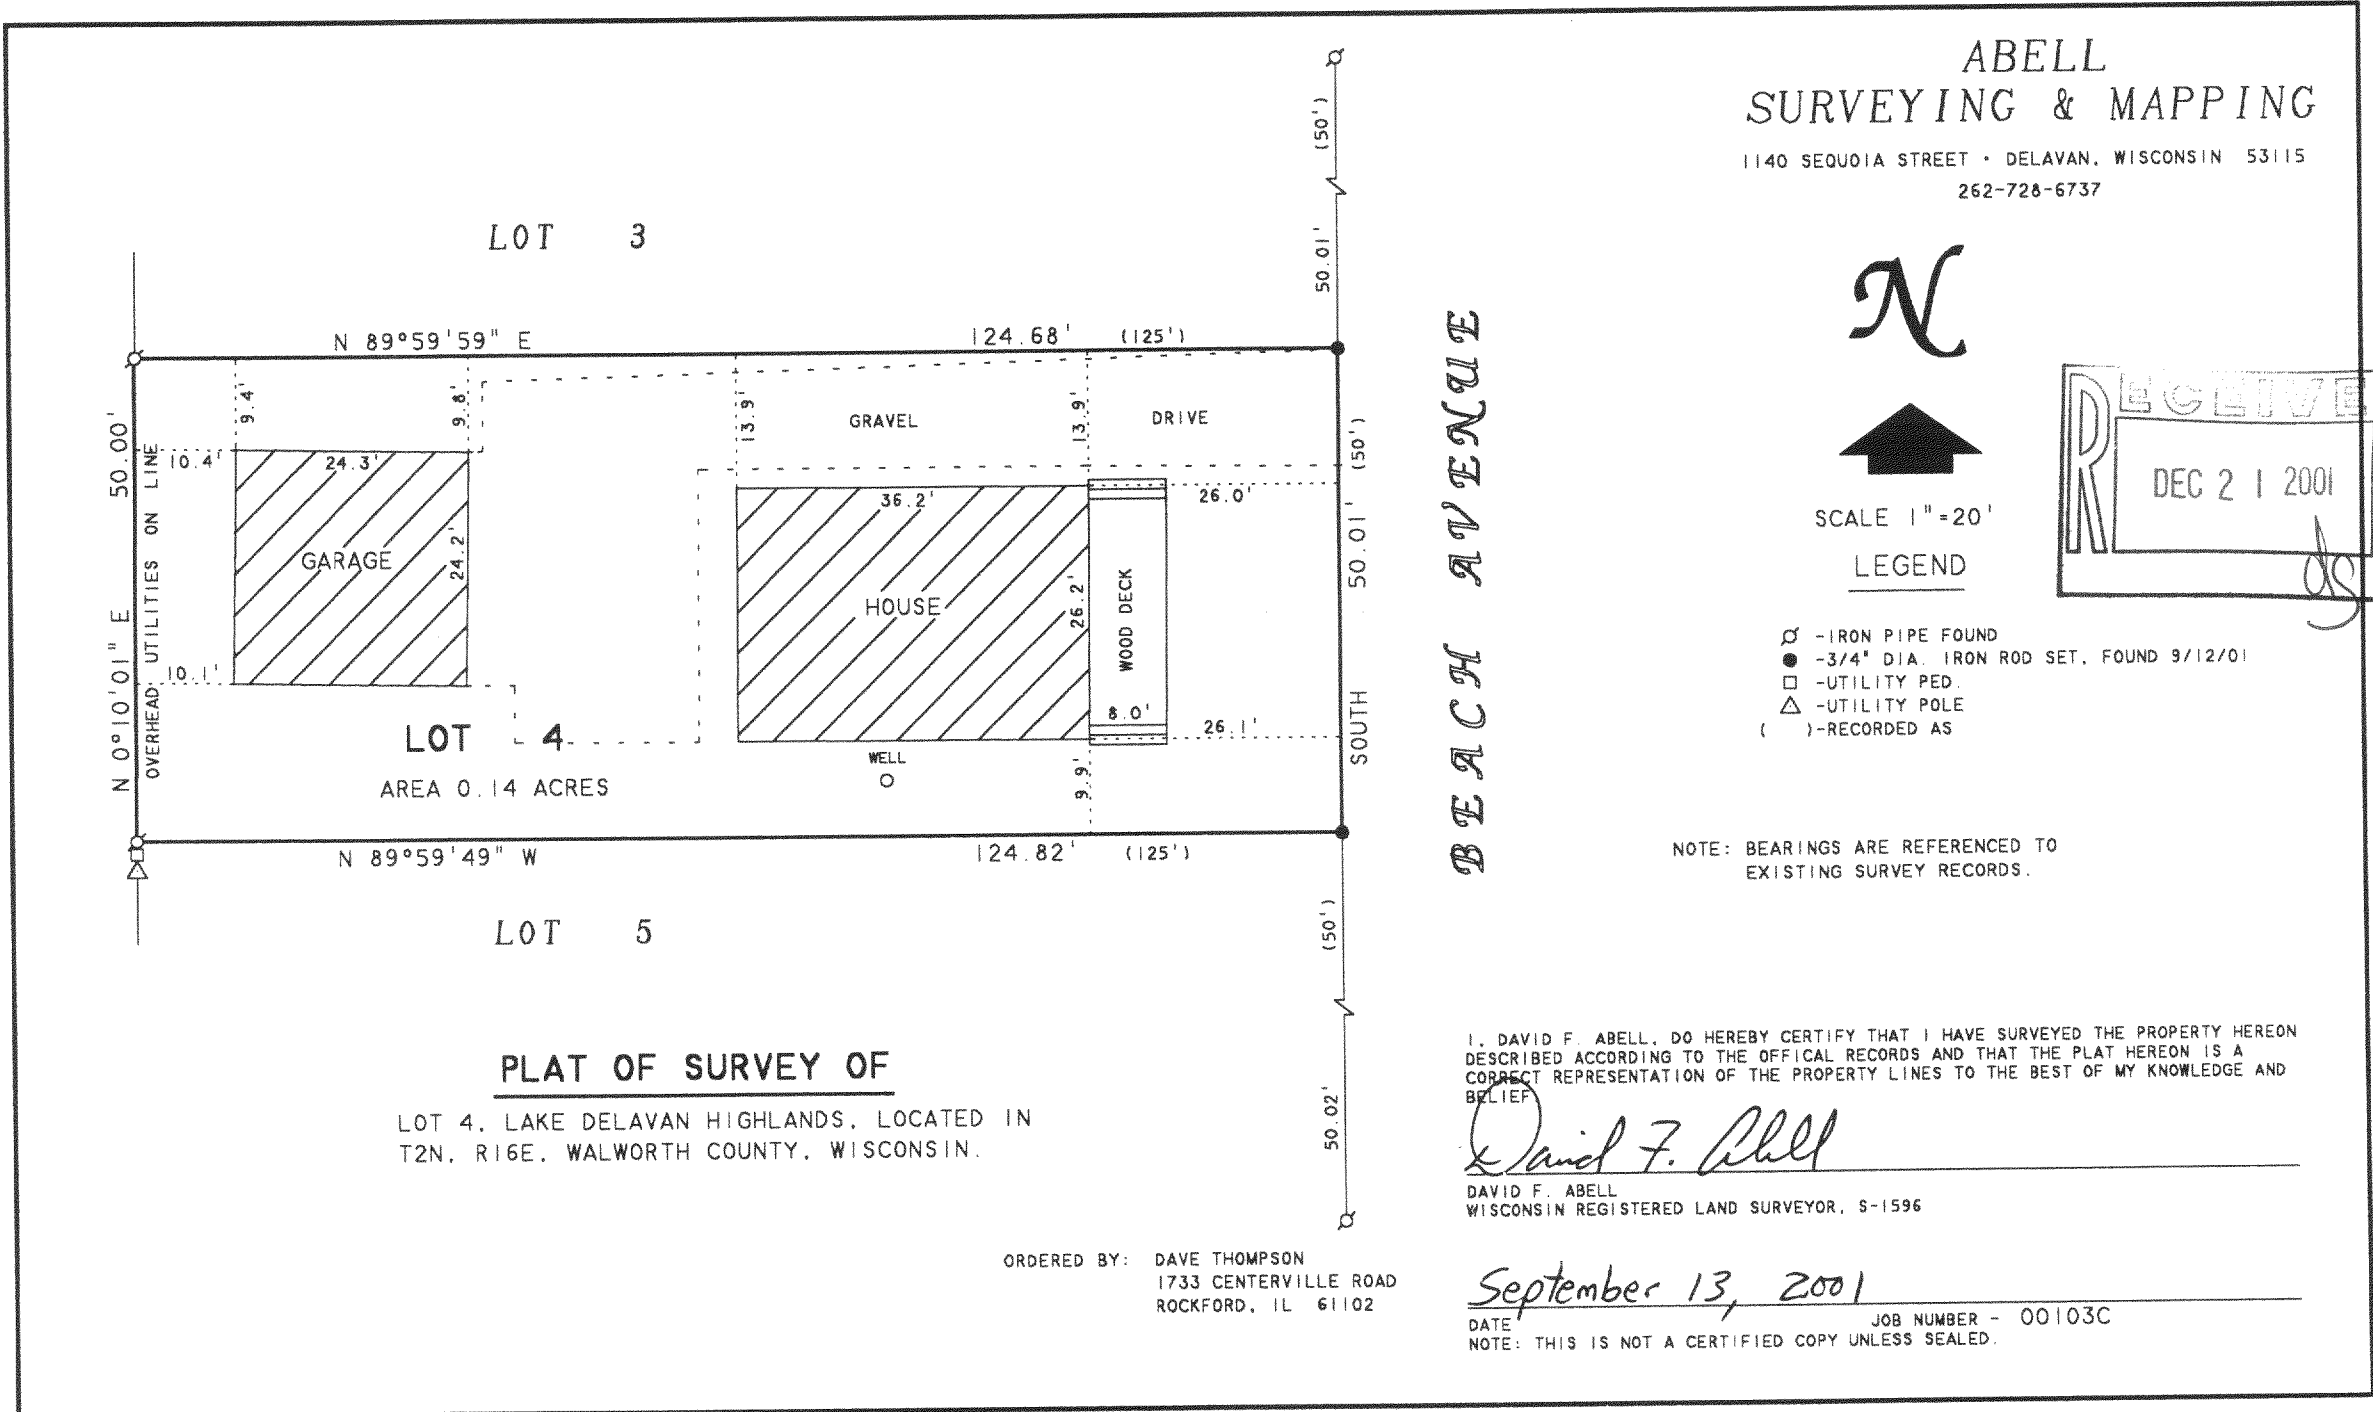 ABELL
SURVEYING & MAPPING
1140 SEQUOIA STREET • DELAVAN, WISCONSIN 53115
262-728-6737
N
SCALE 1"=20'
LEGEND
-IRON PIPE FOUND
-3/4" DIA. IRON ROD SET, FOUND 9/12/01
-UTILITY PED.
-UTILITY POLE
( )-RECORDED AS
RECEIVE
DEC 21 2001
ds
NOTE: BEARINGS ARE REFERENCED TO
EXISTING SURVEY RECORDS.
LOT 3
(50')
50.01'
N 89°59'59" E 124.68' (125')
9.4'
9.8'
13.9'
GRAVEL
13.9'
DRIVE
(50')
50.01'
SOUTH
BEACH AVENUE
N 0°10'01" E 50.00'
OVERHEAD UTILITIES ON LINE
10.4'
24.3'
GARAGE
24.2'
10.1'
36.2'
HOUSE
26.2'
WOOD DECK
8.0'
26.0'
26.1'
9.9'
WELL
LOT 4
AREA 0.14 ACRES
N 89°59'49" W 124.82' (125')
LOT 5
(50')
50.02'
PLAT OF SURVEY OF
LOT 4, LAKE DELAVAN HIGHLANDS, LOCATED IN
T2N, R16E, WALWORTH COUNTY, WISCONSIN.
ORDERED BY: DAVE THOMPSON
1733 CENTERVILLE ROAD
ROCKFORD, IL 61102
I, DAVID F. ABELL, DO HEREBY CERTIFY THAT I HAVE SURVEYED THE PROPERTY HEREON
DESCRIBED ACCORDING TO THE OFFICAL RECORDS AND THAT THE PLAT HEREON IS A
CORRECT REPRESENTATION OF THE PROPERTY LINES TO THE BEST OF MY KNOWLEDGE AND
BELIEF.
David F. Abell
DAVID F. ABELL
WISCONSIN REGISTERED LAND SURVEYOR, S-1596
September 13, 2001
DATE JOB NUMBER - 00103C
NOTE: THIS IS NOT A CERTIFIED COPY UNLESS SEALED.